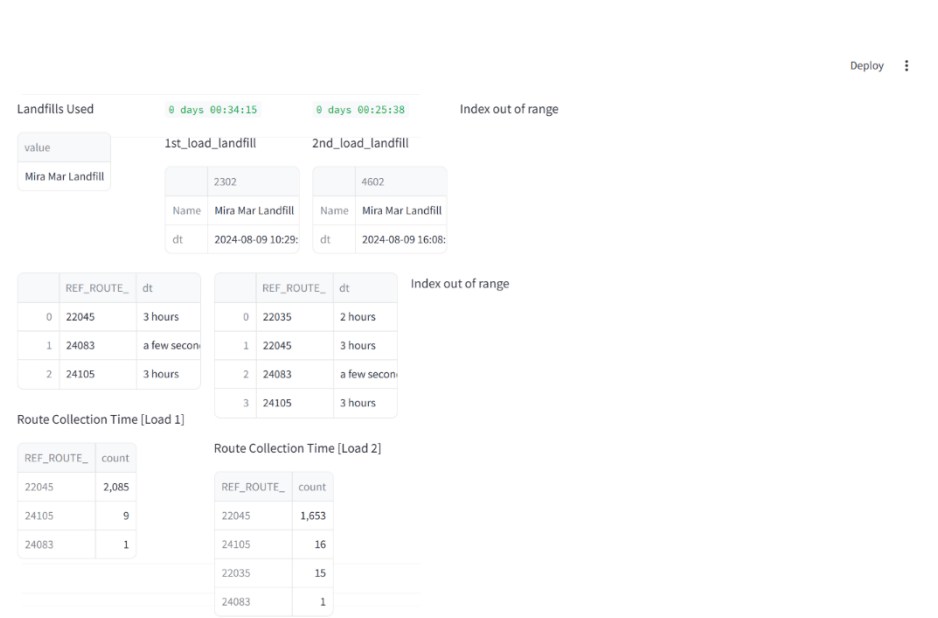 Deploy
Landfills Used
value
Mira Mar Landfill
0 days 00:34:15
1st_load_landfill
2302
Name Mira Mar Landfill
dt 2024-08-09 10:29:
0 days 00:25:38
2nd_load_landfill
4602
Name Mira Mar Landfill
dt 2024-08-09 16:08:
Index out of range
REF_ROUTE_ dt
0 22045 3 hours
1 24083 a few secon
2 24105 3 hours
Route Collection Time [Load 1]
REF_ROUTE_ count
22045 2,085
24105 9
24083 1
REF_ROUTE_ dt
0 22035 2 hours
1 22045 3 hours
2 24083 a few secon
3 24105 3 hours
Route Collection Time [Load 2]
REF_ROUTE_ count
22045 1,653
24105 16
22035 15
24083 1
Index out of range